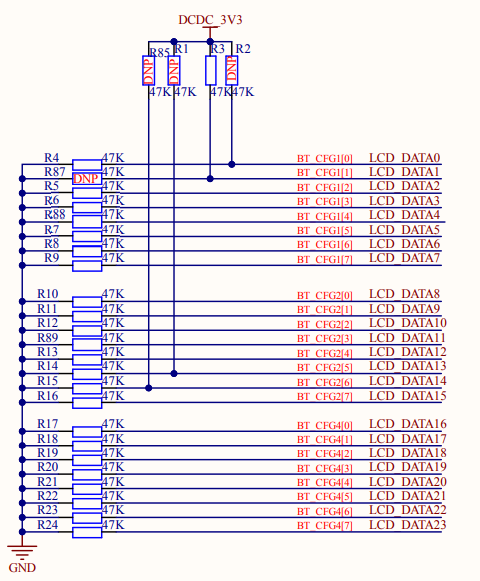 DCDC_3V3
R85 R1 R3 R2
DNP DNP DNP
47K 47K 47K 47K
R4 47K BT_CFG1[0] LCD_DATA0
R87 DNP 47K BT_CFG1[1] LCD_DATA1
R5 47K BT_CFG1[2] LCD_DATA2
R6 47K BT_CFG1[3] LCD_DATA3
R88 47K BT_CFG1[4] LCD_DATA4
R7 47K BT_CFG1[5] LCD_DATA5
R8 47K BT_CFG1[6] LCD_DATA6
R9 47K BT_CFG1[7] LCD_DATA7
R10 47K BT_CFG2[0] LCD_DATA8
R11 47K BT_CFG2[1] LCD_DATA9
R12 47K BT_CFG2[2] LCD_DATA10
R89 47K BT_CFG2[3] LCD_DATA11
R13 47K BT_CFG2[4] LCD_DATA12
R14 47K BT_CFG2[5] LCD_DATA13
R15 47K BT_CFG2[6] LCD_DATA14
R16 47K BT_CFG2[7] LCD_DATA15
R17 47K BT_CFG4[0] LCD_DATA16
R18 47K BT_CFG4[1] LCD_DATA17
R19 47K BT_CFG4[2] LCD_DATA18
R20 47K BT_CFG4[3] LCD_DATA19
R21 47K BT_CFG4[4] LCD_DATA20
R22 47K BT_CFG4[5] LCD_DATA21
R23 47K BT_CFG4[6] LCD_DATA22
R24 47K BT_CFG4[7] LCD_DATA23
GND